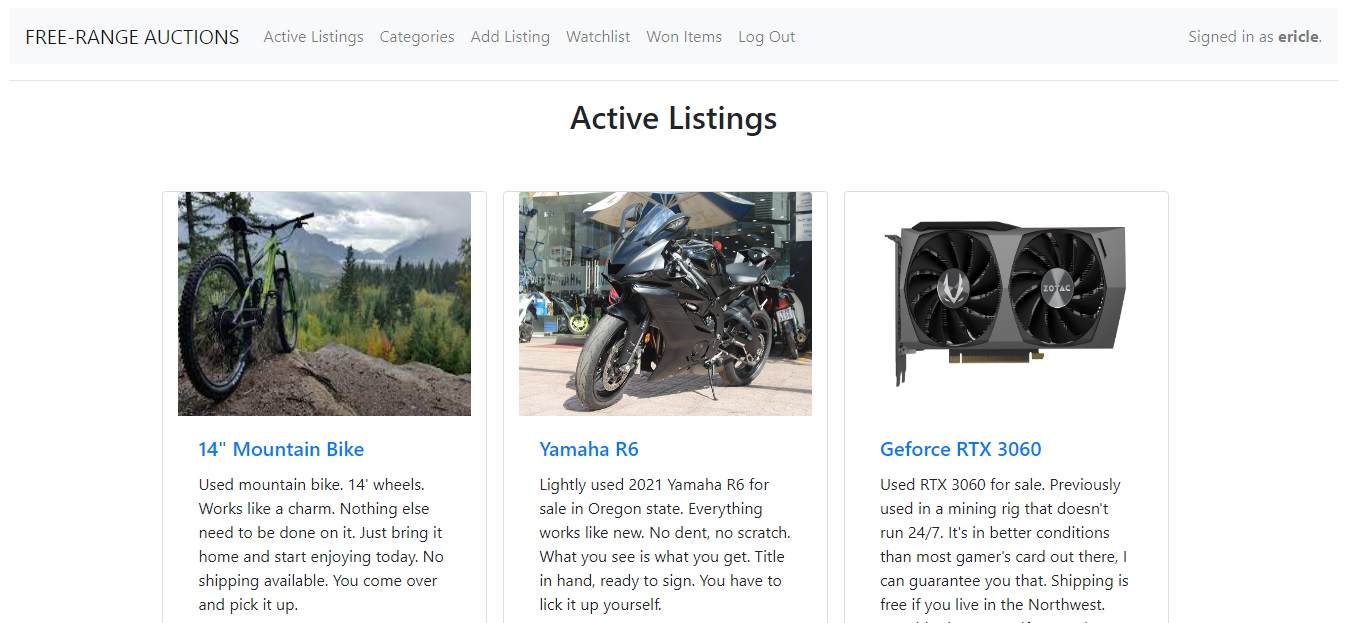 FREE-RANGE AUCTIONS Active Listings Categories Add Listing Watchlist Won Items Log Out Signed in as ericle.
Active Listings
ZOTAC
14" Mountain Bike
Used mountain bike. 14' wheels.
Works like a charm. Nothing else
need to be done on it. Just bring it
home and start enjoying today. No
shipping available. You come over
and pick it up.
Yamaha R6
Lightly used 2021 Yamaha R6 for
sale in Oregon state. Everything
works like new. No dent, no scratch.
What you see is what you get. Title
in hand, ready to sign. You have to
lick it up yourself.
Geforce RTX 3060
Used RTX 3060 for sale. Previously
used in a mining rig that doesn't
run 24/7. It's in better conditions
than most gamer's card out there, I
can guarantee you that. Shipping is
free if you live in the Northwest.